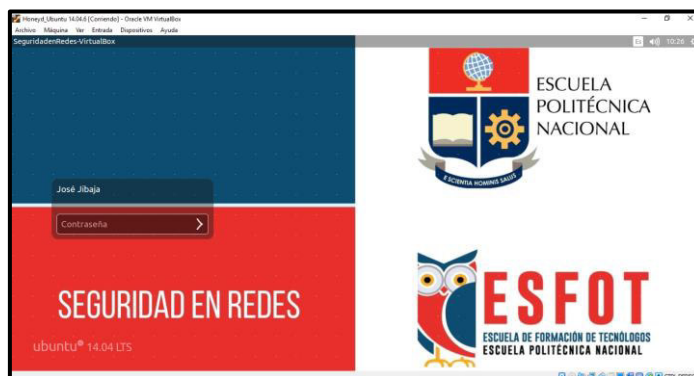 Honeyd_Ubuntu 14.04.6 [Corriendo] - Oracle VM VirtualBox
Archivo Máquina Ver Entrada Dispositivos Ayuda
SeguridadenRedes-VirtualBox
Es
10:26
ESCUELA
POLITÉCNICA
NACIONAL
E SCIENTIA HOMINIS SALUS
José Jibaja
Contraseña
SEGURIDAD EN REDES
ubuntu® 14.04 LTS
ESFOT
ESCUELA DE FORMACIÓN DE TECNÓLOGOS
ESCUELA POLITÉCNICA NACIONAL